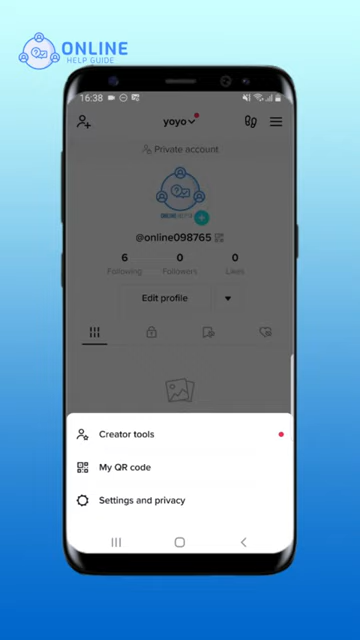 ONLINE
HELP GUIDE
16:38
yoyo
Private account
@online098765
6 0 0
Following Followers Likes
Edit profile
Creator tools
My QR code
Settings and privacy